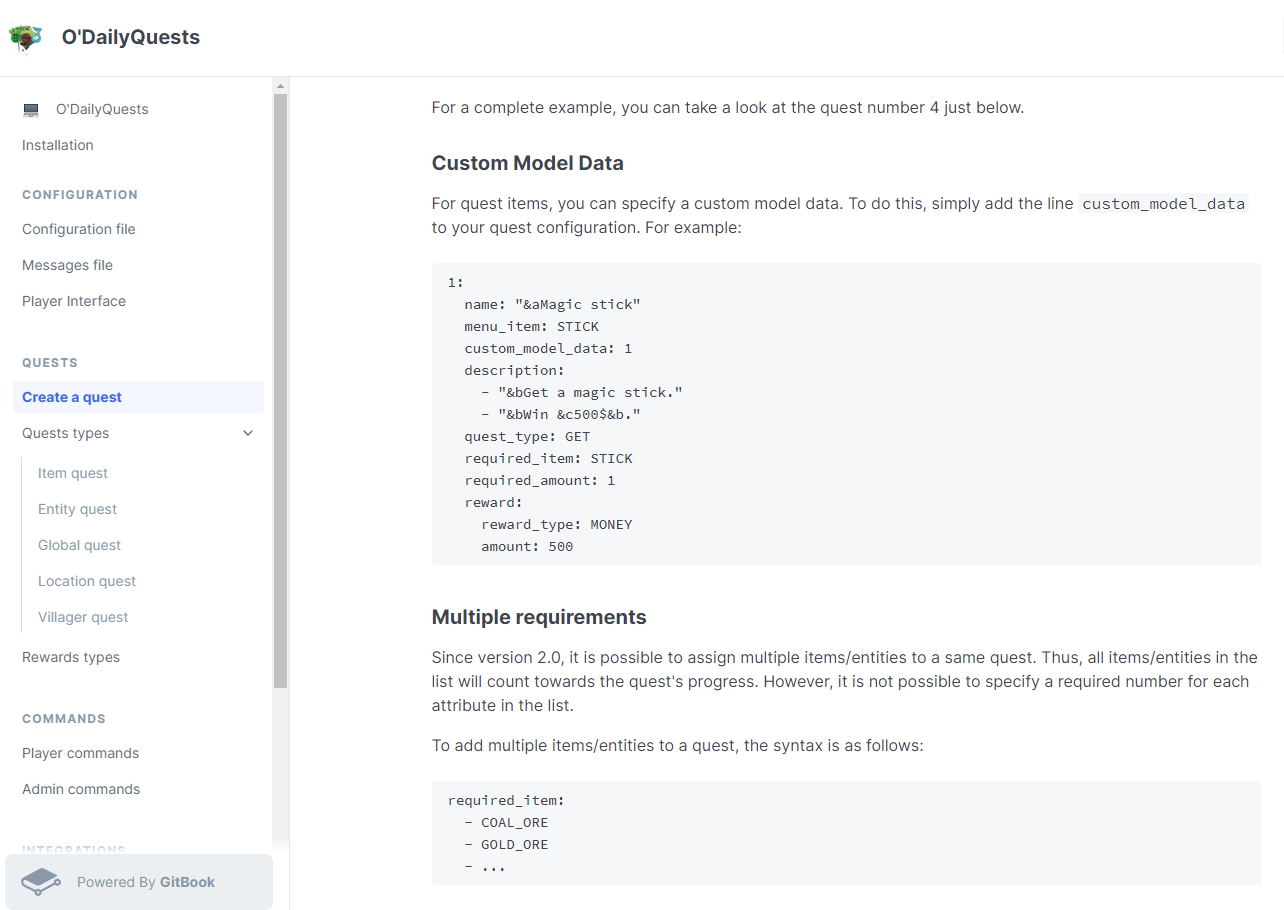 O'DailyQuests
O'DailyQuests
Installation
CONFIGURATION
Configuration file
Messages file
Player Interface
QUESTS
Create a quest
Quests types
Item quest
Entity quest
Global quest
Location quest
Villager quest
Rewards types
COMMANDS
Player commands
Admin commands
INTEGRATIONS
Powered By GitBook
For a complete example, you can take a look at the quest number 4 just below.
Custom Model Data
For quest items, you can specify a custom model data. To do this, simply add the line custom_model_data
to your quest configuration. For example:
1:
  name: "&aMagic stick"
  menu_item: STICK
  custom_model_data: 1
  description:
    - "&bGet a magic stick."
    - "&bWin &c500$&b."
  quest_type: GET
  required_item: STICK
  required_amount: 1
  reward:
    reward_type: MONEY
    amount: 500
Multiple requirements
Since version 2.0, it is possible to assign multiple items/entities to a same quest. Thus, all items/entities in the
list will count towards the quest's progress. However, it is not possible to specify a required number for each
attribute in the list.
To add multiple items/entities to a quest, the syntax is as follows:
required_item:
  - COAL_ORE
  - GOLD_ORE
  - ...